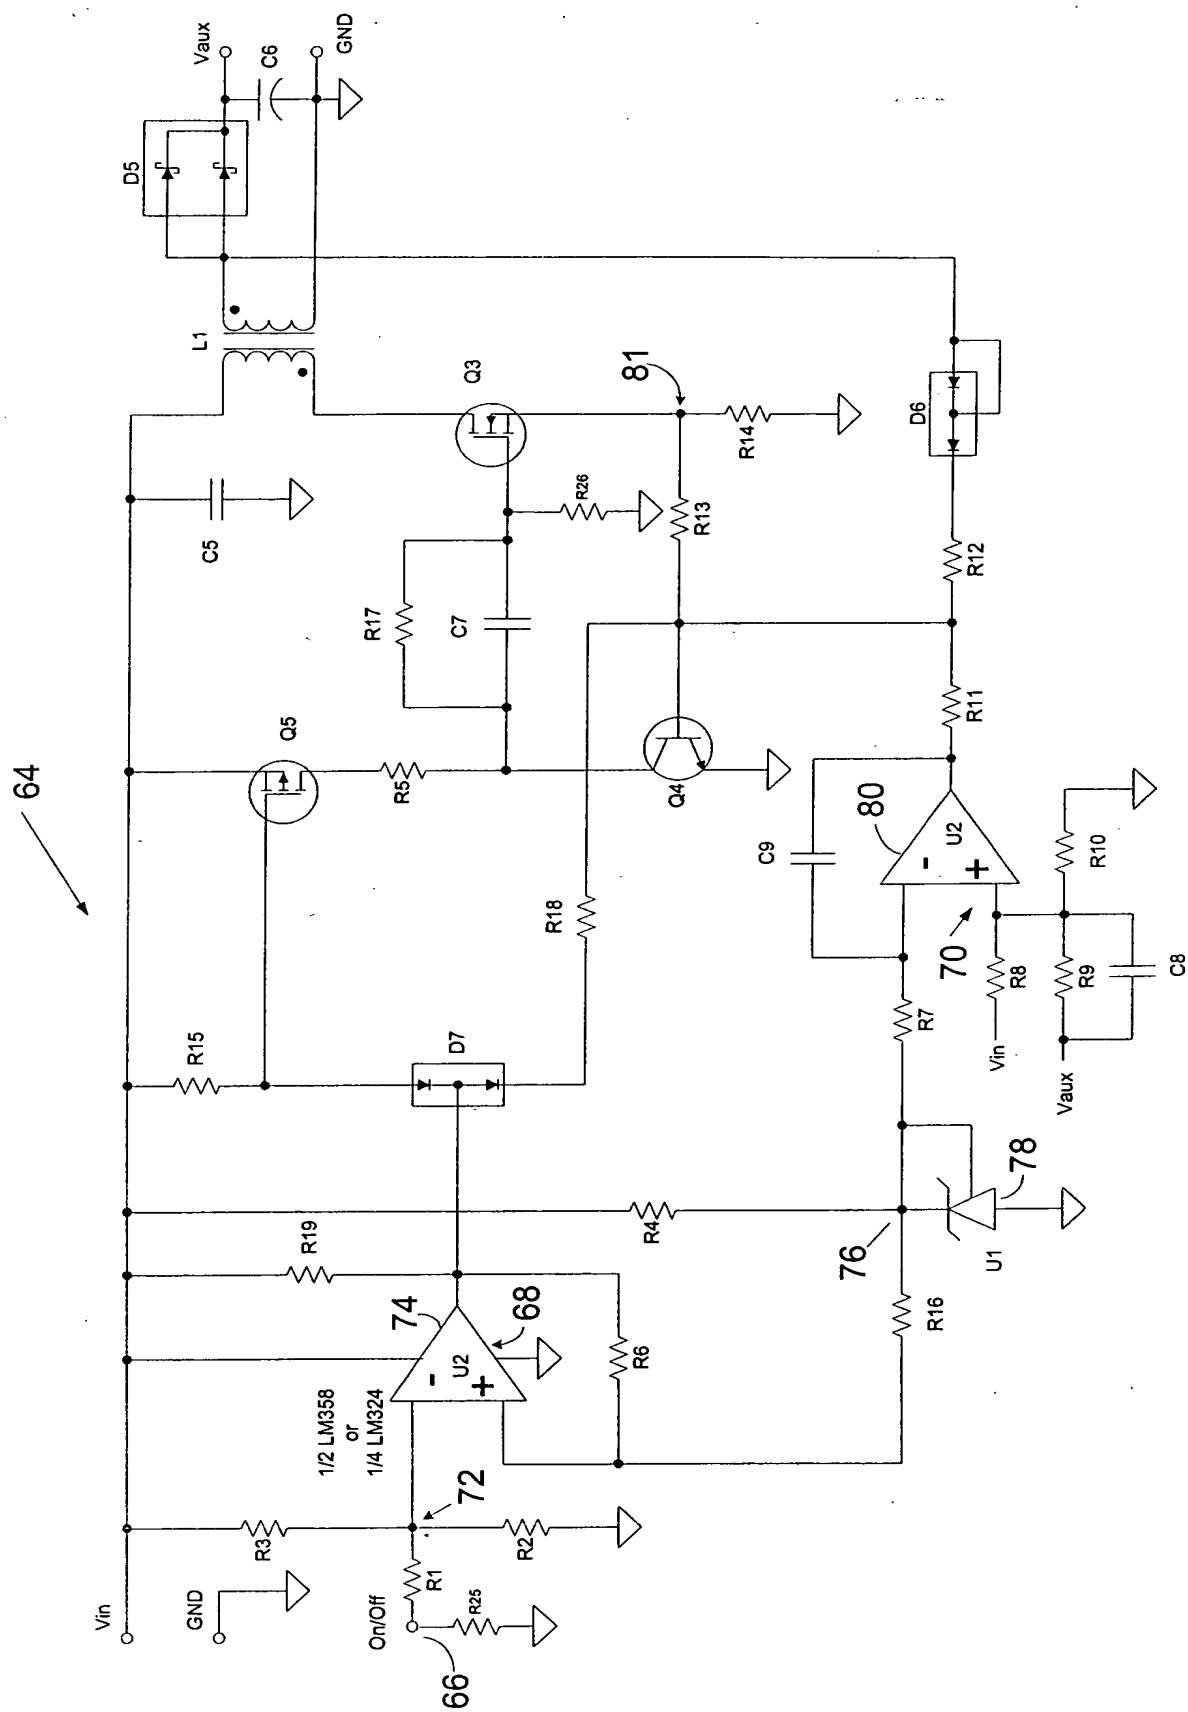 64
Vin
GND
On/Off
66
R25
R1
R3
R2
72
1/2 LM358
or
1/4 LM324
-
+
U2
74
68
R19
R6
R16
R4
76
U1
78
R15
D7
R18
Q5
R5
Q4
R17
C7
R26
C5
Q3
L1
D5
Vaux
C6
GND
81
R13
R14
D6
R12
R11
C9
80
-
+
U2
70
R7
R8
Vin
R9
R10
C8
Vaux